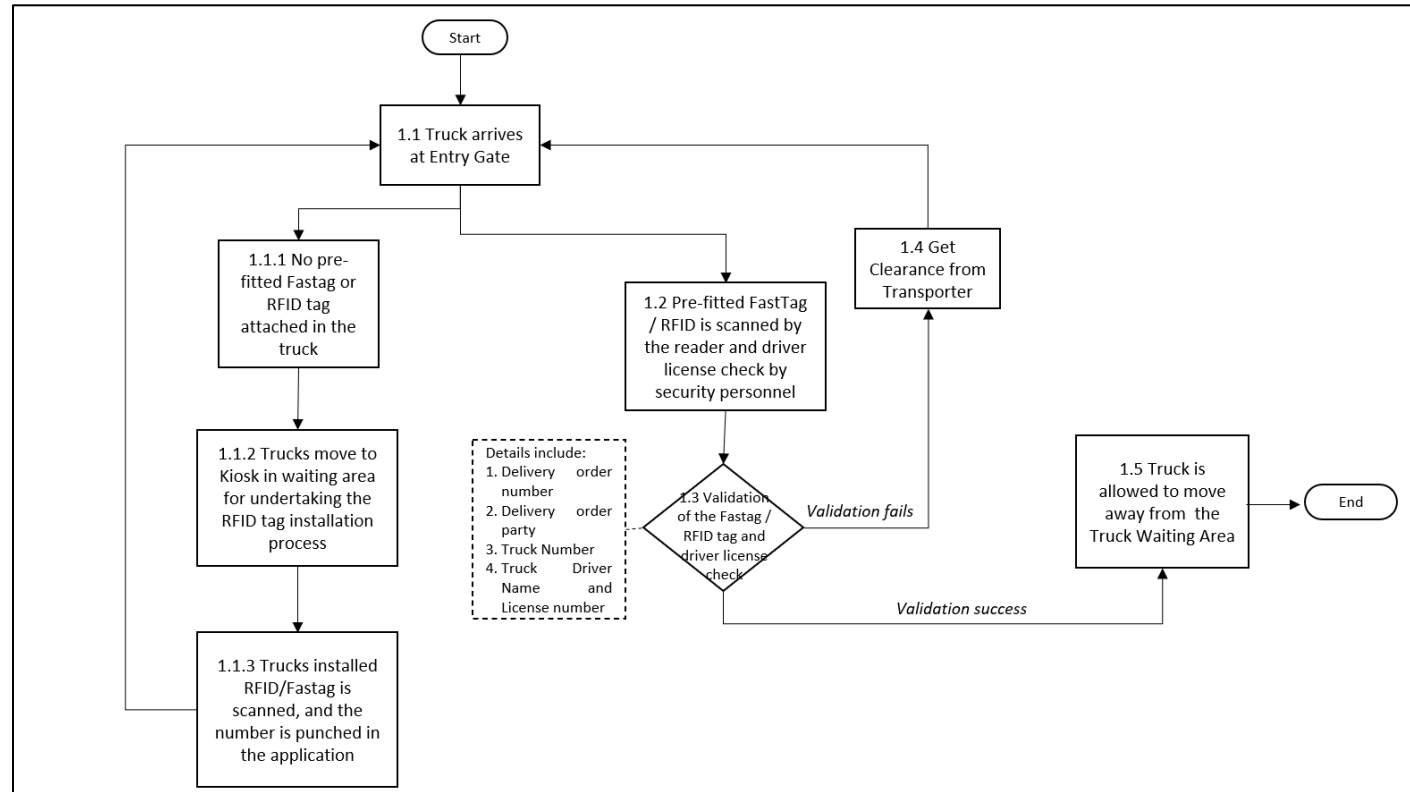 Start
1.1 Truck arrives
at Entry Gate
1.1.1 No pre-
fitted Fastag or
RFID tag
attached in the
truck
1.2 Pre-fitted FastTag
/ RFID is scanned by
the reader and driver
license check by
security personnel
1.4 Get
Clearance from
Transporter
1.1.2 Trucks move to
Kiosk in waiting area
for undertaking the
RFID tag installation
process
Details include:
1. Delivery order
number
2. Delivery order
party
3. Truck Number
4. Truck Driver
Name and
License number
1.3 Validation
of the Fastag /
RFID tag and
driver license
check
Validation fails
Validation success
1.5 Truck is
allowed to move
away from the
Truck Waiting Area
End
1.1.3 Trucks installed
RFID/Fastag is
scanned, and the
number is punched in
the application